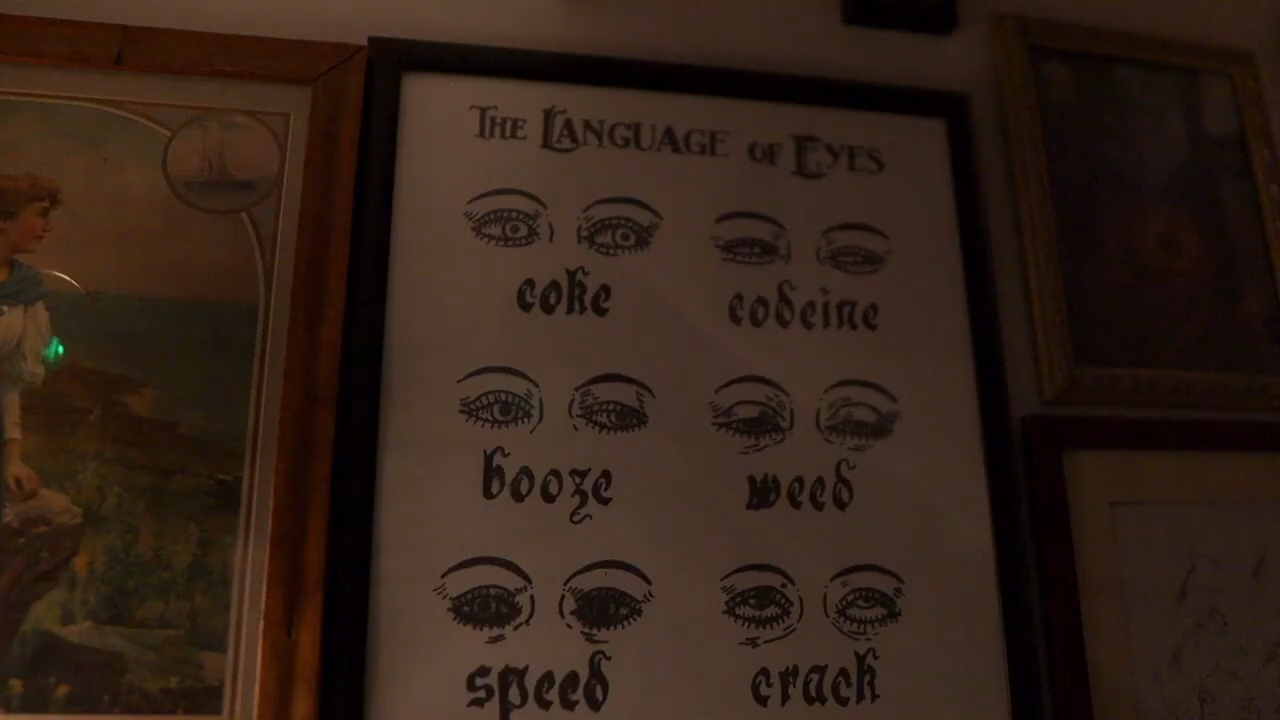 The Language of Eyes
coke codeine
booze weed
speed crack